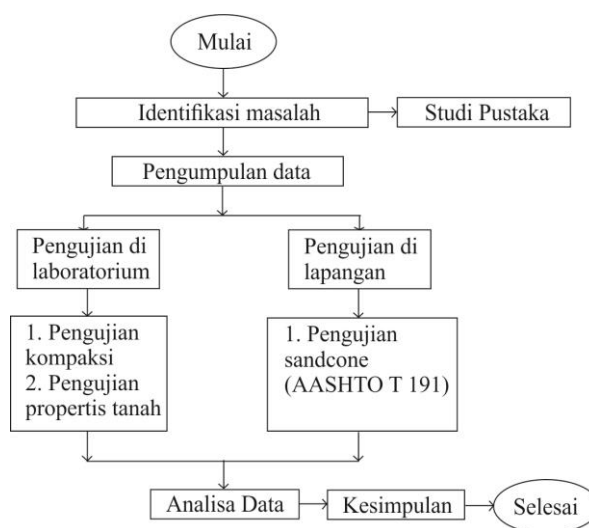 Mulai
Identifikasi masalah
Studi Pustaka
Pengumpulan data
Pengujian di
laboratorium
Pengujian di
lapangan
1. Pengujian
kompaksi
2. Pengujian
propertis tanah
1. Pengujian
sandcone
(AASHTO T 191)
Analisa Data
Kesimpulan
Selesai